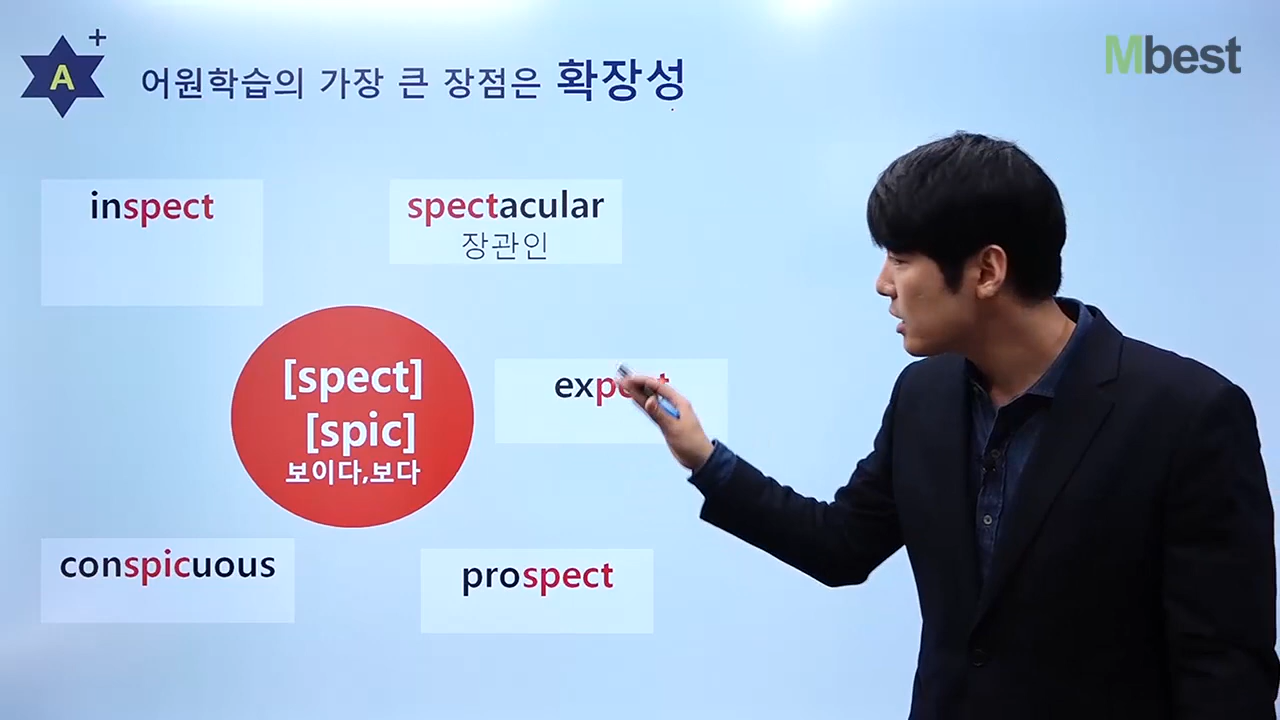 A+
Mbest
어원학습의 가장 큰 장점은 확장성
inspect
spectacular
장관인
[spect]
[spic]
보이다,보다
conspicuous
prospect